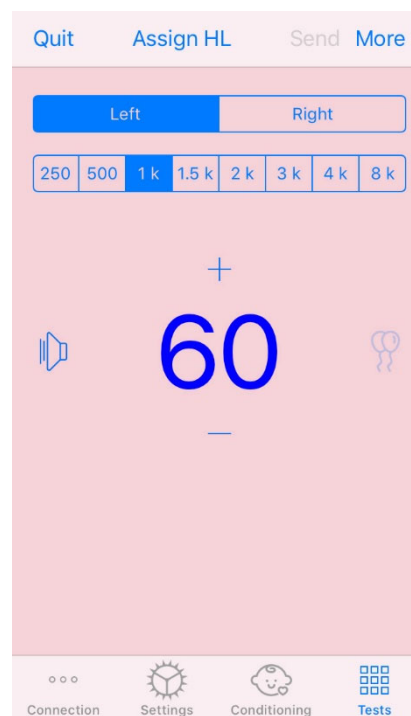 Quit Assign HL Send More
Left Right
250 500 1 k 1.5 k 2 k 3 k 4 k 8 k
+
60
—
Connection Settings Conditioning Tests